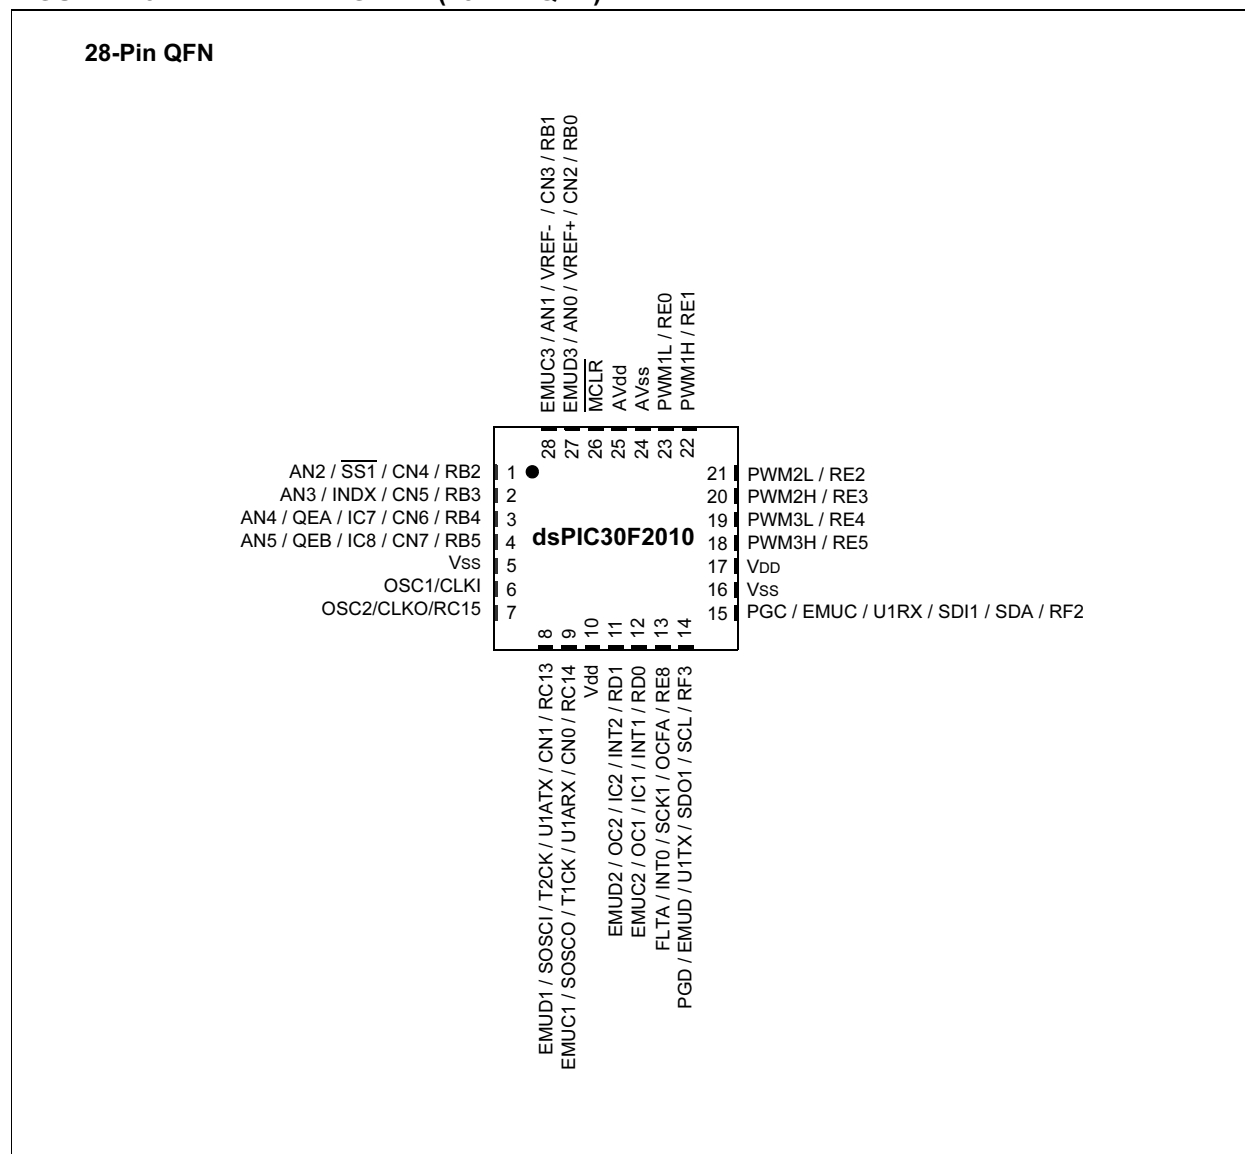 28-Pin QFN
EMUC3 / AN1 / VREF- / CN3 / RB1
EMUD3 / AN0 / VREF+ / CN2 / RB0
MCLR
AVdd
AVss
PWM1L / RE0
PWM1H / RE1
28 27 26 25 24 23 22
AN2 / SS1 / CN4 / RB2 1
AN3 / INDX / CN5 / RB3 2
AN4 / QEA / IC7 / CN6 / RB4 3
AN5 / QEB / IC8 / CN7 / RB5 4
VSS 5
OSC1/CLKI 6
OSC2/CLKO/RC15 7
dsPIC30F2010
21 PWM2L / RE2
20 PWM2H / RE3
19 PWM3L / RE4
18 PWM3H / RE5
17 VDD
16 VSS
15 PGC / EMUC / U1RX / SDI1 / SDA / RF2
8 9 10 11 12 13 14
EMUD1 / SOSCI / T2CK / U1ATX / CN1 / RC13
EMUC1 / SOSCO / T1CK / U1ARX / CN0 / RC14
Vdd
EMUD2 / OC2 / IC2 / INT2 / RD1
EMUC2 / OC1 / IC1 / INT1 / RD0
FLTA / INT0 / SCK1 / OCFA / RE8
PGD / EMUD / U1TX / SDO1 / SCL / RF3